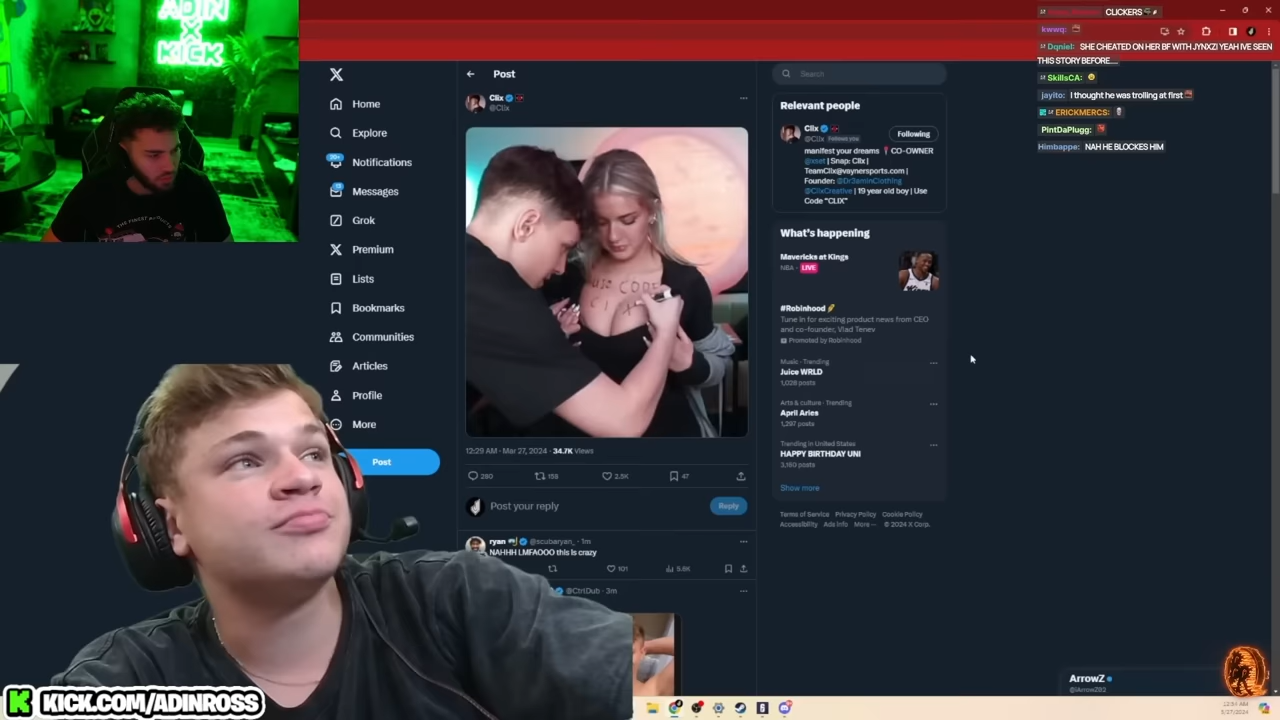 ADIN
X
KICK
CLICKERS
kwwq:
Dqniel: SHE CHEATED ON HER BF WITH JYNXZI YEAH IVE SEEN
THIS STORY BEFORE....
SkillsCA:
jayito: I thought he was trolling at first
ERICKMERCS:
PintDaPlugg:
Himbappe: NAH HE BLOCKES HIM
Home
Explore
Notifications
Messages
Grok
Premium
Lists
Bookmarks
Communities
Articles
Profile
More
Post
Post
Clix
@Clix
USE CODE
CLIX
12:29 AM · Mar 27, 2024 · 34.7K Views
280
158
2.5K
47
Post your reply
Reply
ryan
@scubaryan_ · 1m
NAHHH LMFAOOO this is crazy
101
5.6K
@CtrlDub · 3m
Search
Relevant people
Clix
@Clix Follows you
Following
manifest your dreams CO-OWNER
@xset | Snap: Clix |
TeamClix@vaynersports.com |
Founder: @Dr3aminClothing
@ClixCreative | 19 year old boy | Use
Code "CLIX"
What's happening
Mavericks at Kings
NBA · LIVE
#Robinhood
Tune in for exciting product news from CEO
and co-founder, Vlad Tenev
Promoted by Robinhood
Music · Trending
Juice WRLD
1,028 posts
Arts & culture · Trending
April Aries
1,297 posts
Trending in United States
HAPPY BIRTHDAY UNI
Show more
Terms of Service Privacy Policy Cookie Policy
Accessibility Ads info More ··· © 2024 X Corp.
ArrowZ
KICK.COM/ADINROSS